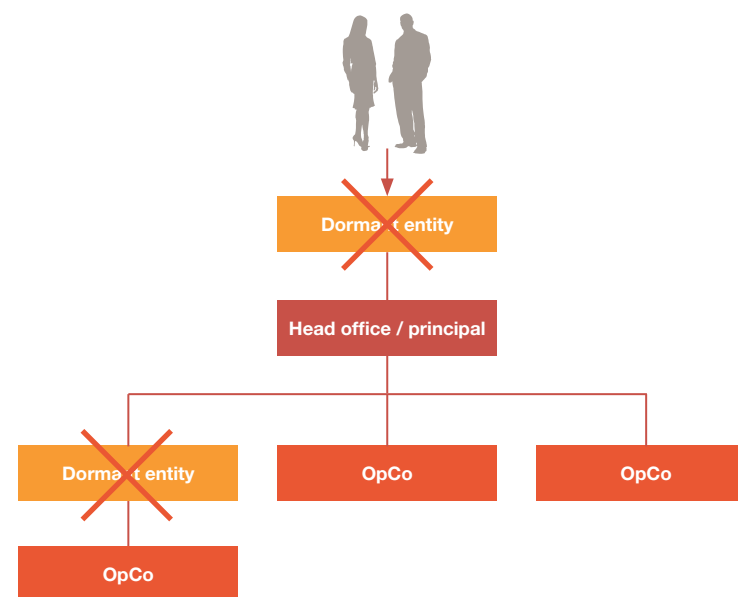 Dormant entity
Head office / principal
Dormant entity
OpCo
OpCo
OpCo